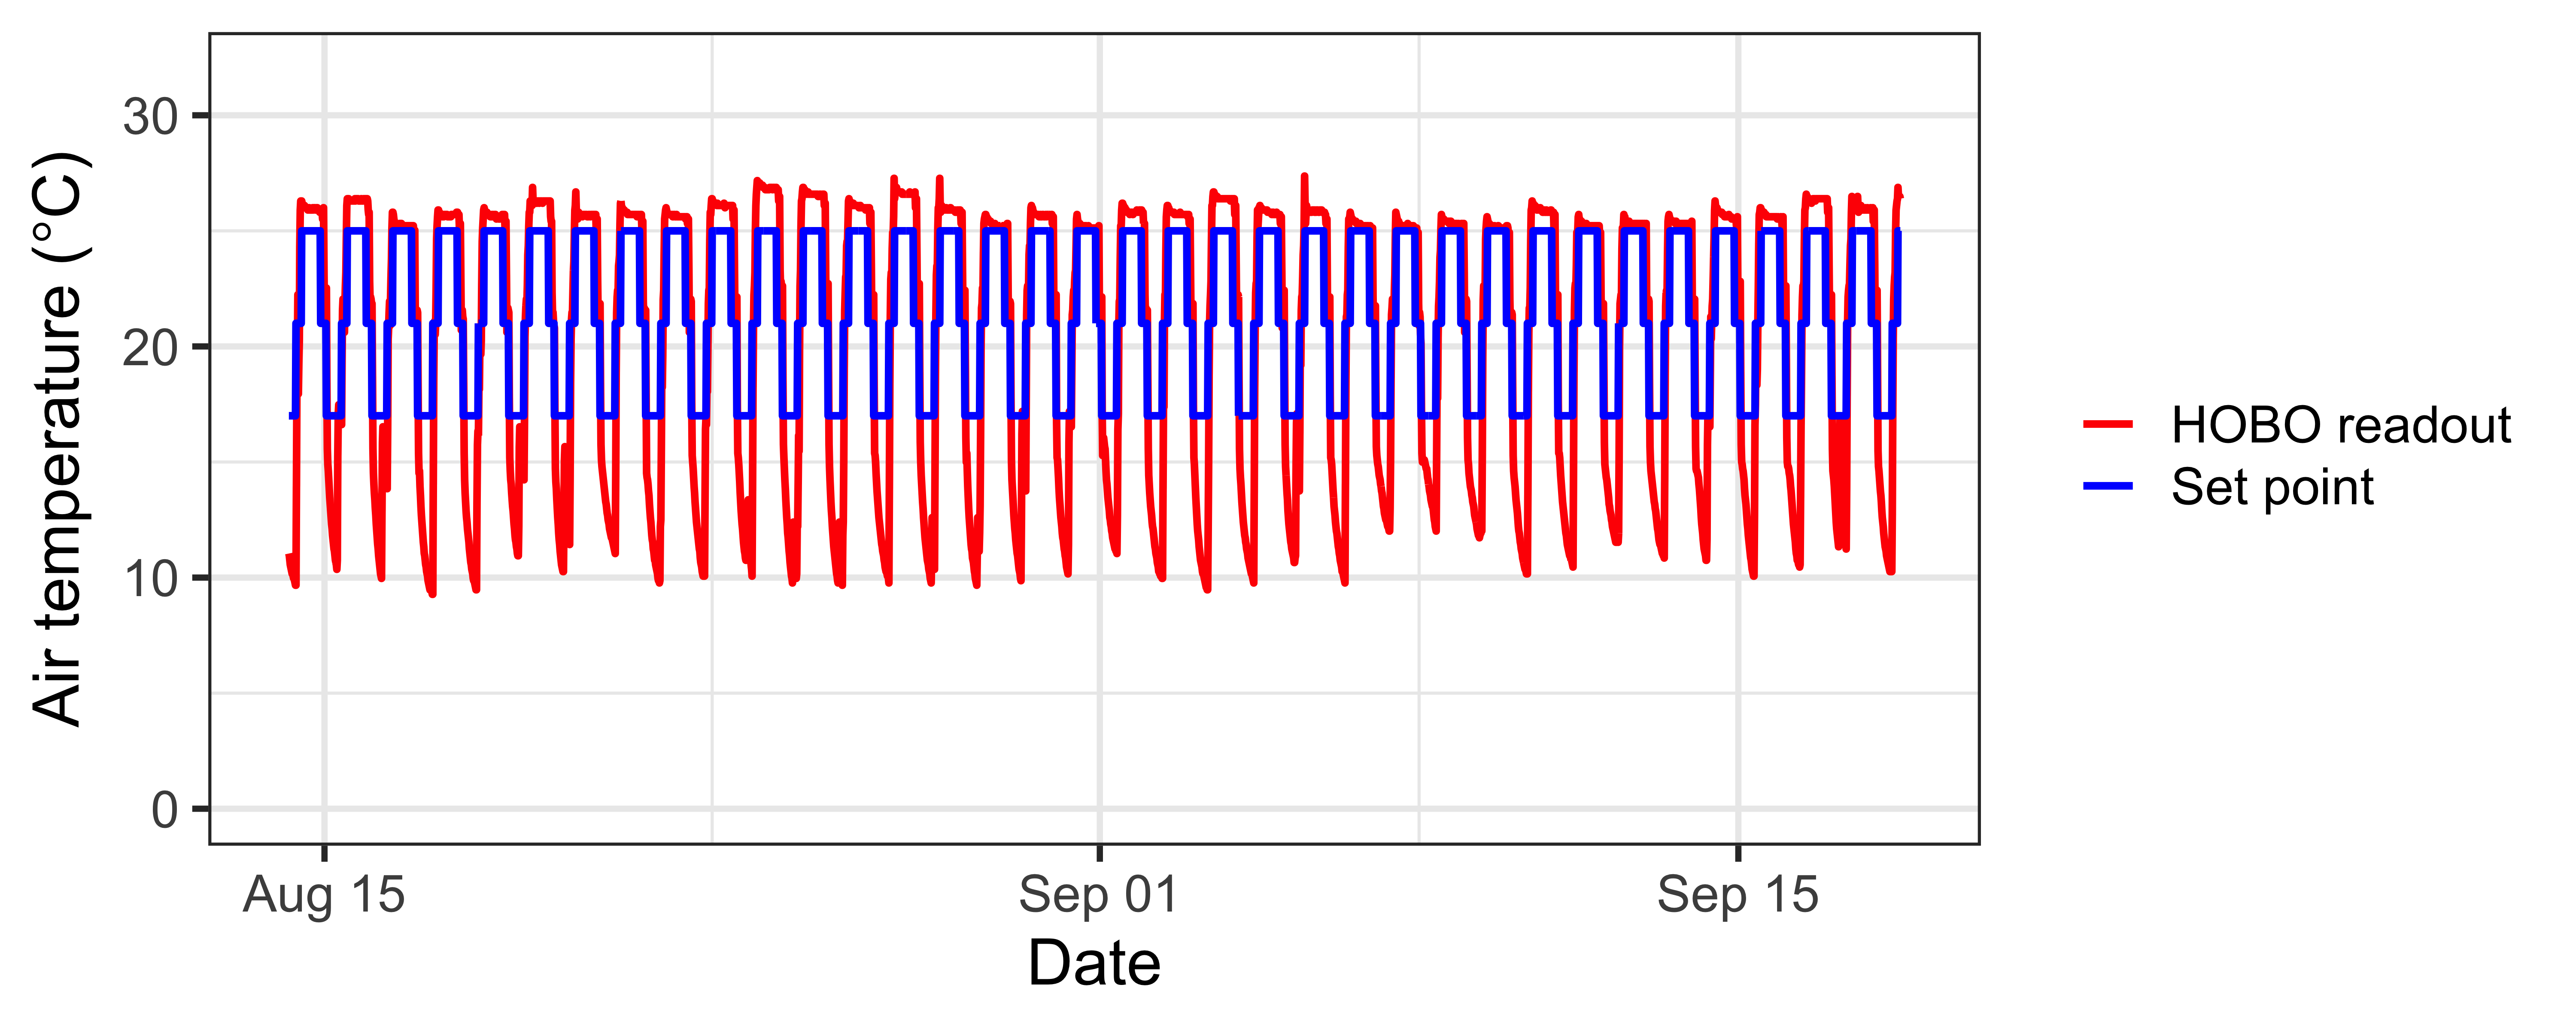 Air temperature (°C)
30
20
10
0
Aug 15
Sep 01
Sep 15
Date
HOBO readout
Set point